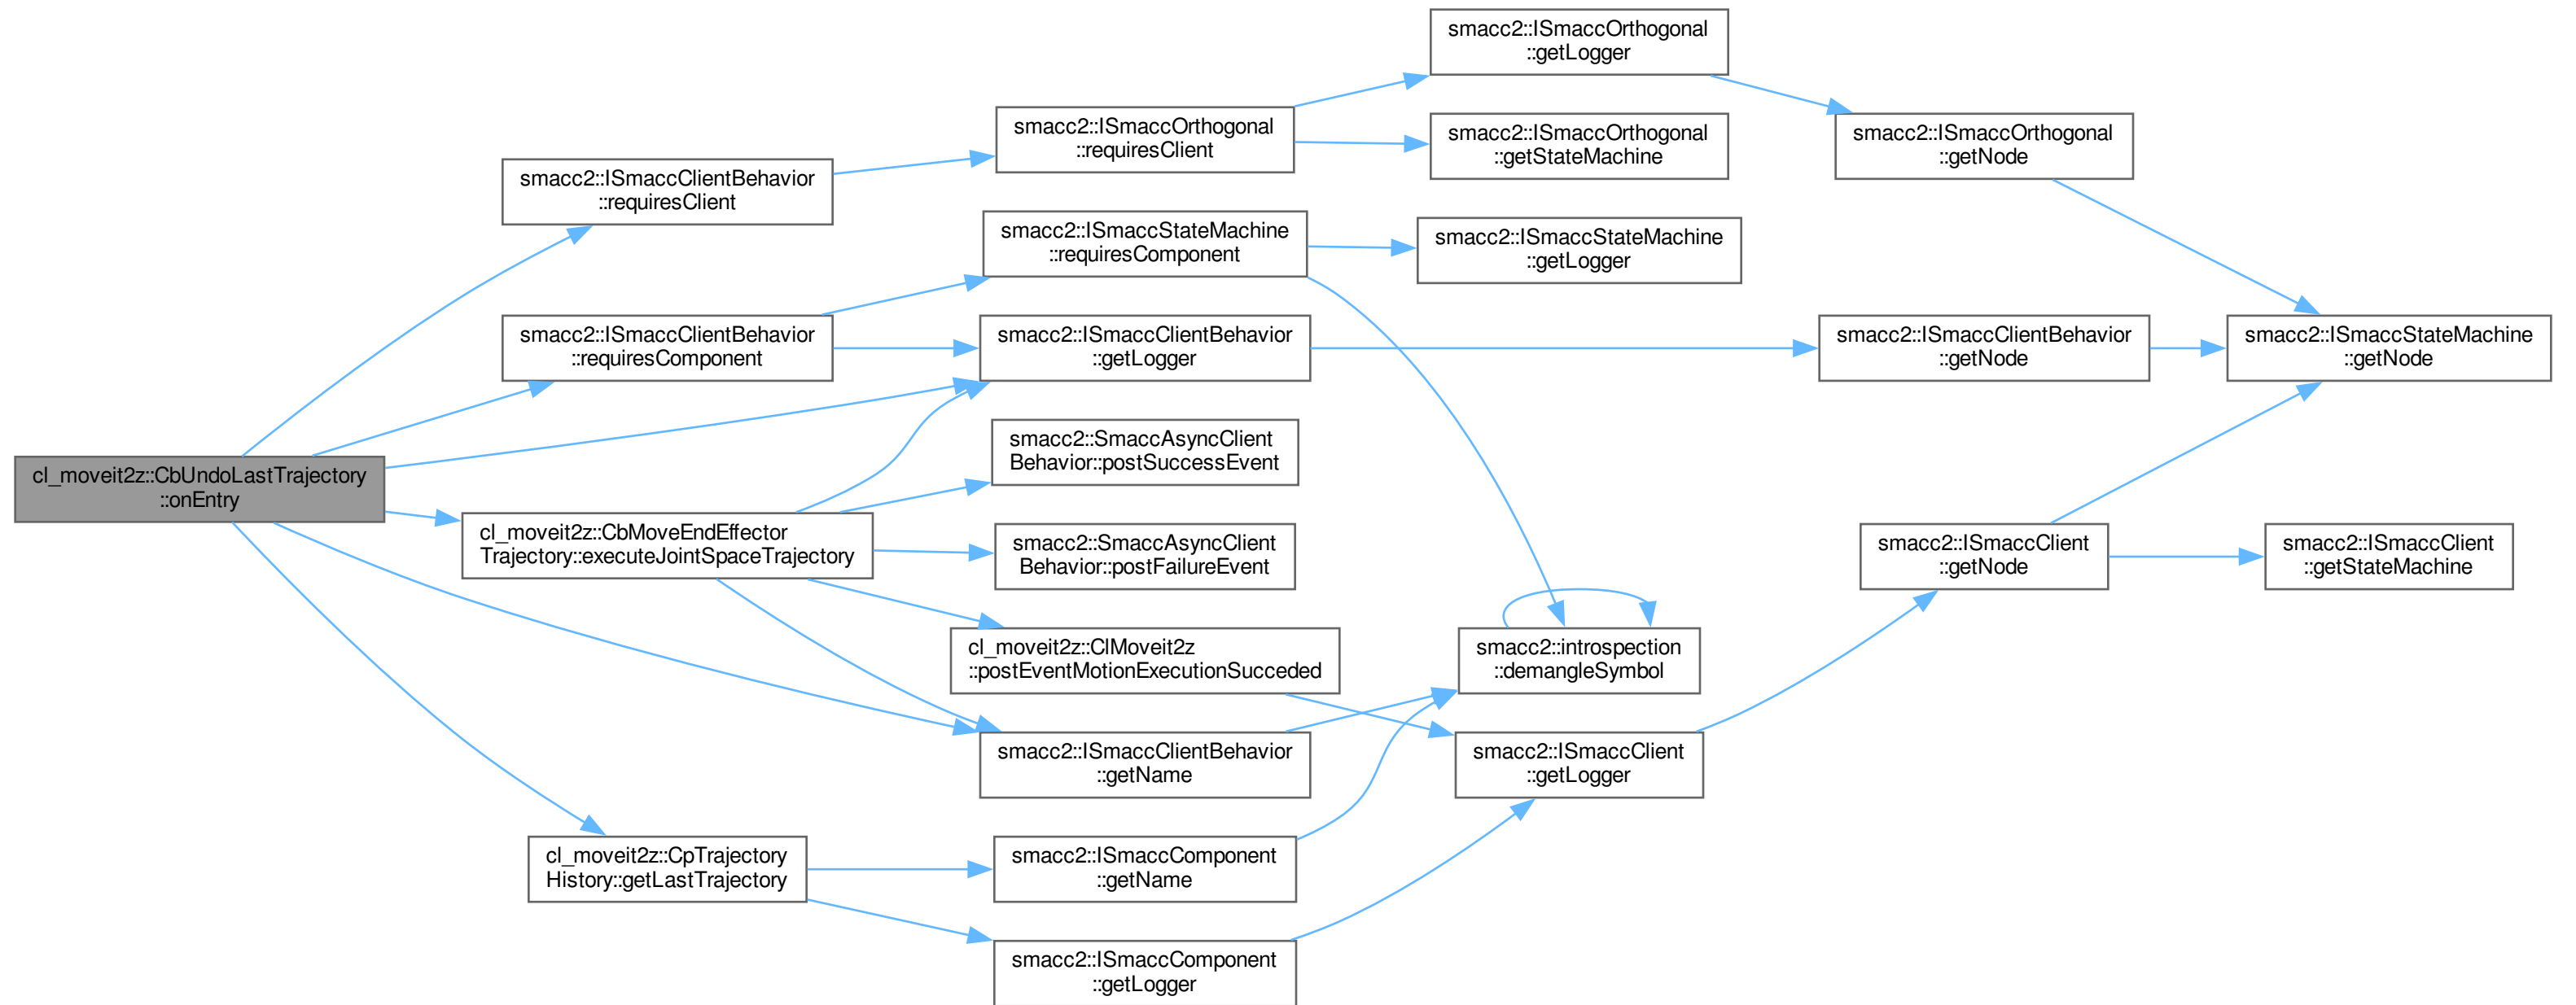 cl_moveit2z::CbUndoLastTrajectory
::onEntry
smacc2::ISmaccClientBehavior
::requiresClient
smacc2::ISmaccClientBehavior
::requiresComponent
cl_moveit2z::CbMoveEndEffector
Trajectory::executeJointSpaceTrajectory
cl_moveit2z::CpTrajectory
History::getLastTrajectory
smacc2::ISmaccOrthogonal
::requiresClient
smacc2::ISmaccStateMachine
::requiresComponent
smacc2::ISmaccClientBehavior
::getLogger
smacc2::SmaccAsyncClient
Behavior::postSuccessEvent
smacc2::SmaccAsyncClient
Behavior::postFailureEvent
cl_moveit2z::ClMoveit2z
::postEventMotionExecutionSucceded
smacc2::ISmaccClientBehavior
::getName
smacc2::ISmaccComponent
::getName
smacc2::ISmaccComponent
::getLogger
smacc2::ISmaccOrthogonal
::getLogger
smacc2::ISmaccOrthogonal
::getStateMachine
smacc2::ISmaccStateMachine
::getLogger
smacc2::introspection
::demangleSymbol
smacc2::ISmaccClient
::getLogger
smacc2::ISmaccOrthogonal
::getNode
smacc2::ISmaccClientBehavior
::getNode
smacc2::ISmaccClient
::getNode
smacc2::ISmaccStateMachine
::getNode
smacc2::ISmaccClient
::getStateMachine